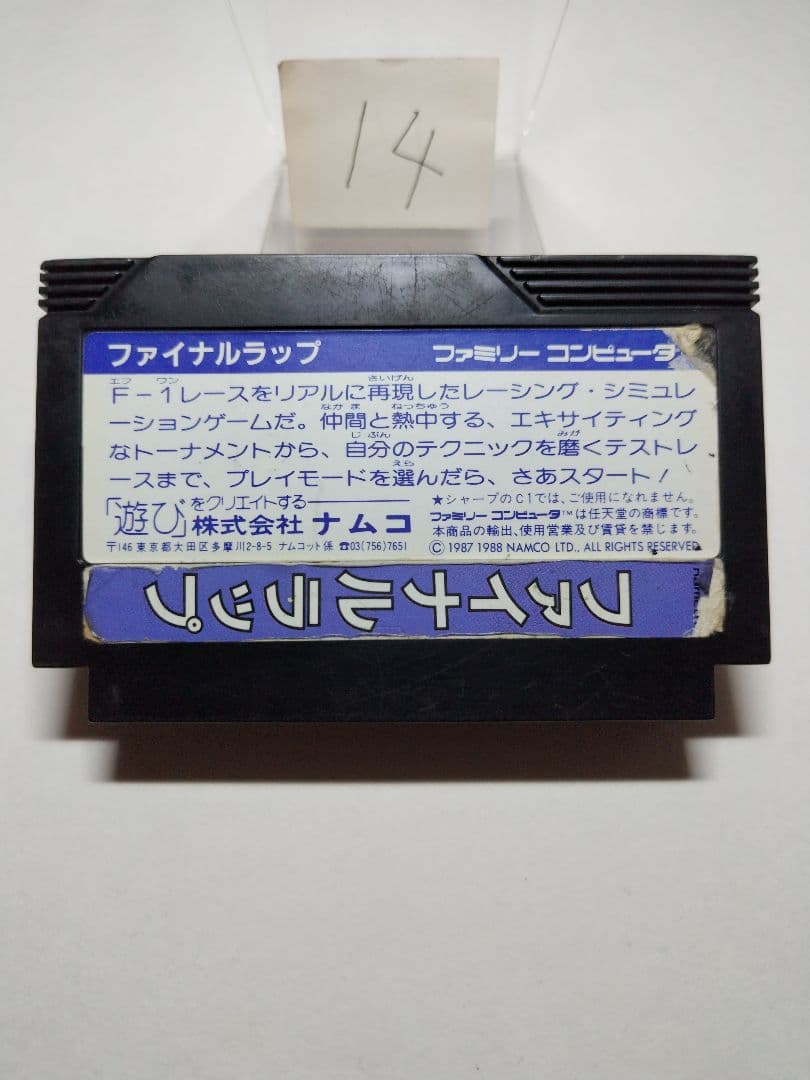 14
ファイナルラップ ファミリー コンピュータ
エフ ワン さいげん
F-1レースをリアルに再現したレーシング・シミュレ
なかま ねっちゅう
ーションゲームだ。仲間と熱中する、エキサイティング
じぶん みが
なトーナメントから、自分のテクニックを磨くテストレ
えら
ースまで、プレイモードを選んだら、さあスタート!
「遊び」をクリエイトする
株式会社 ナムコ
〒146 東京都大田区多摩川2-8-5 ナムコット係 ☎03(756)7651
★シャープのC1では、ご使用になれません。
ファミリー コンピュータ™は任天堂の商標です。
本商品の輸出、使用営業及び賃貸を禁じます。
©1987 1988 NAMCO LTD., ALL RIGHTS RESERVED
ファイナルラップ